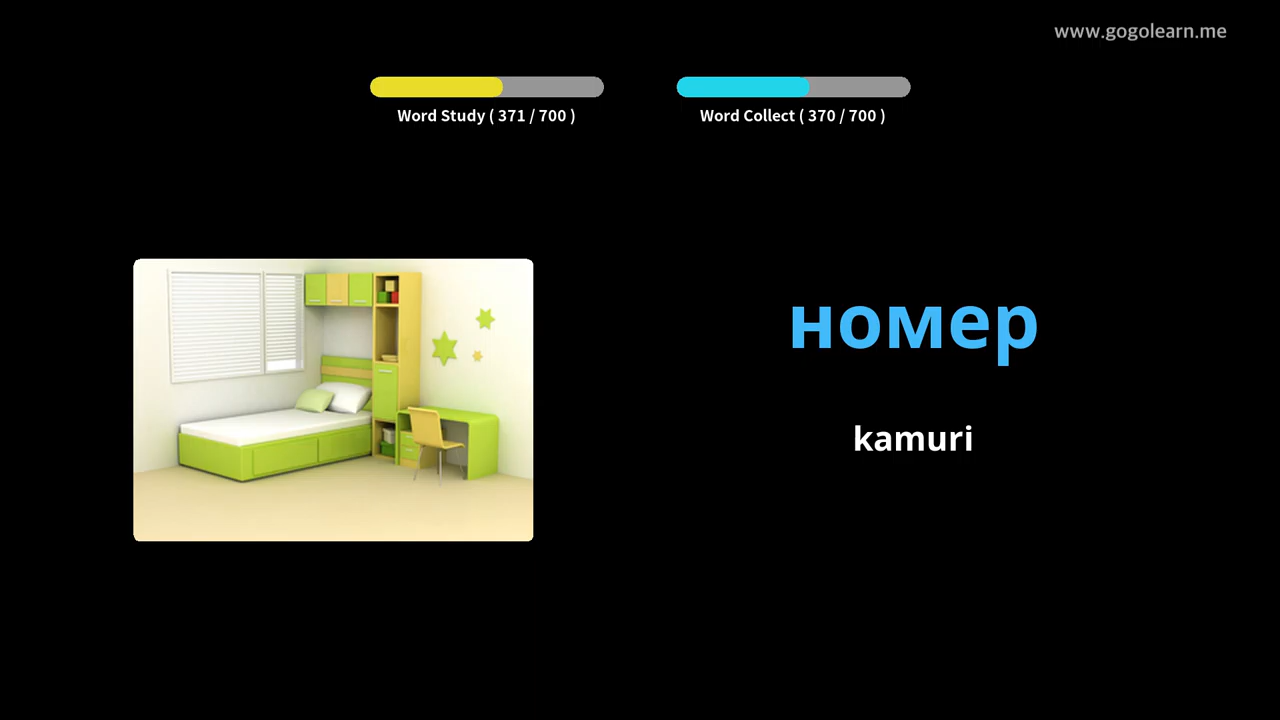 www.gogolearn.me
Word Study ( 371 / 700 )
Word Collect ( 370 / 700 )
номер
kamuri